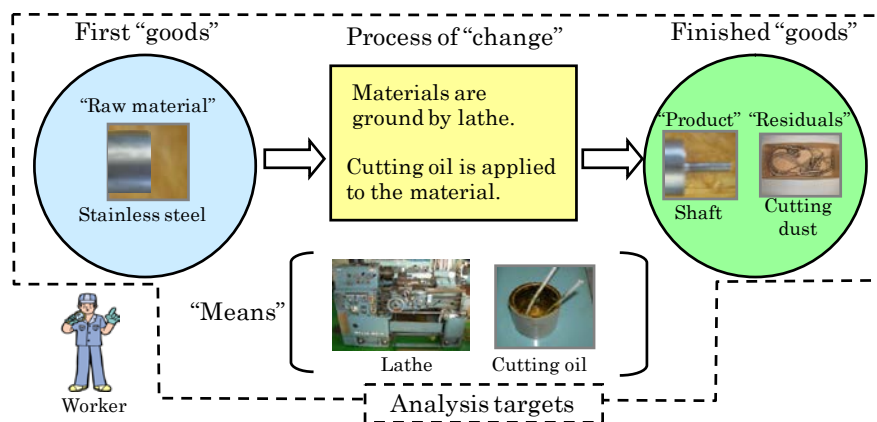 First “goods”
Process of “change”
Finished “goods”
“Raw material”
Stainless steel
Materials are
ground by lathe.
Cutting oil is applied
to the material.
“Product”
“Residuals”
Shaft
Cutting
dust
“Means”
Lathe
Cutting oil
Worker
Analysis targets